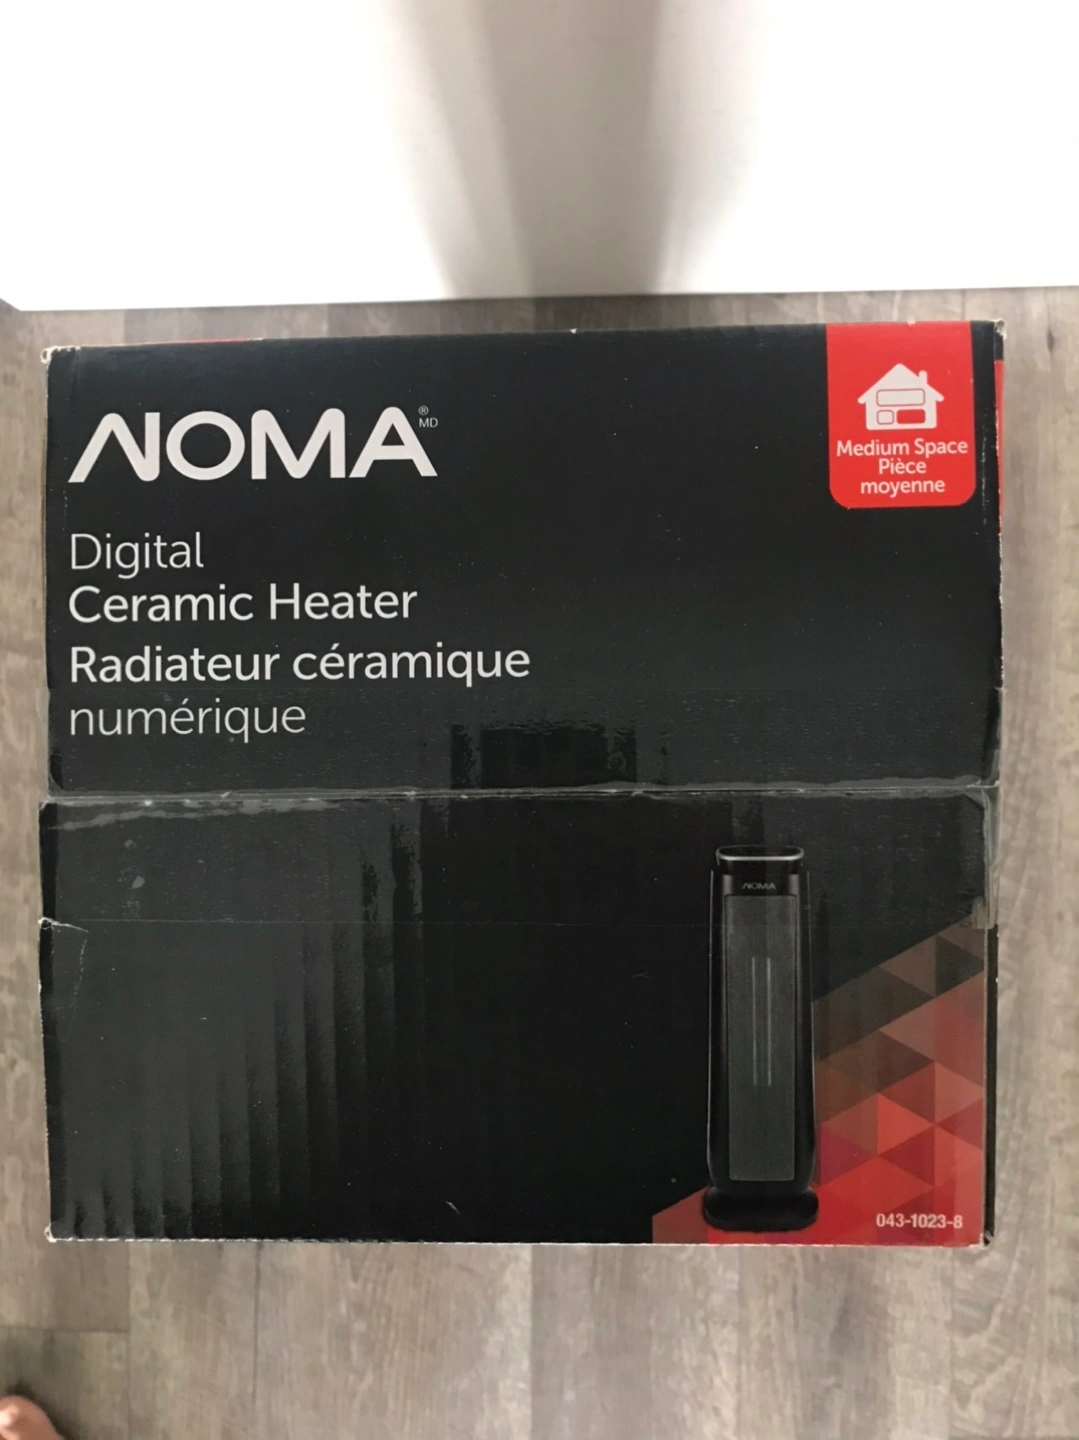 NOMA® MD
Medium Space
Pièce
moyenne
Digital
Ceramic Heater
Radiateur céramique
numérique
NOMA
043-1023-8